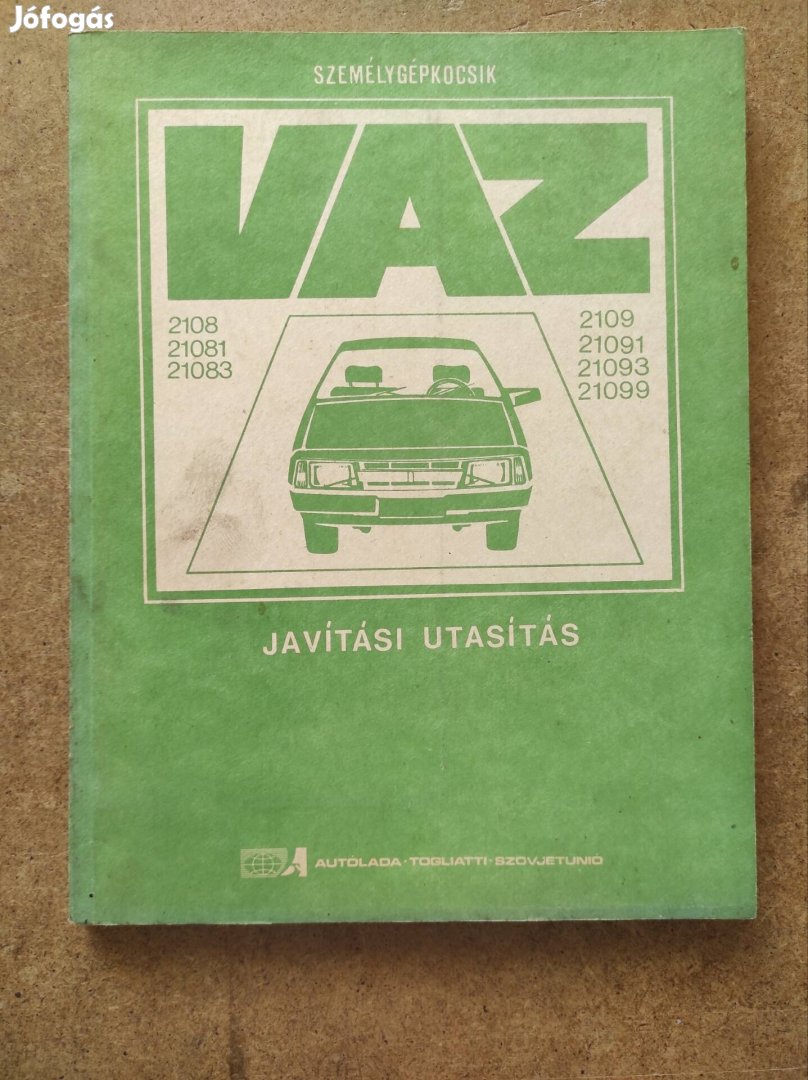 Jófogás
SZEMÉLYGÉPKOCSIK
VAZ
2108
21081
21083
2109
21091
21093
21099
JAVÍTÁSI UTASÍTÁS
AUTÓLADA · TOGLIATTI · SZOVJETUNIÓ